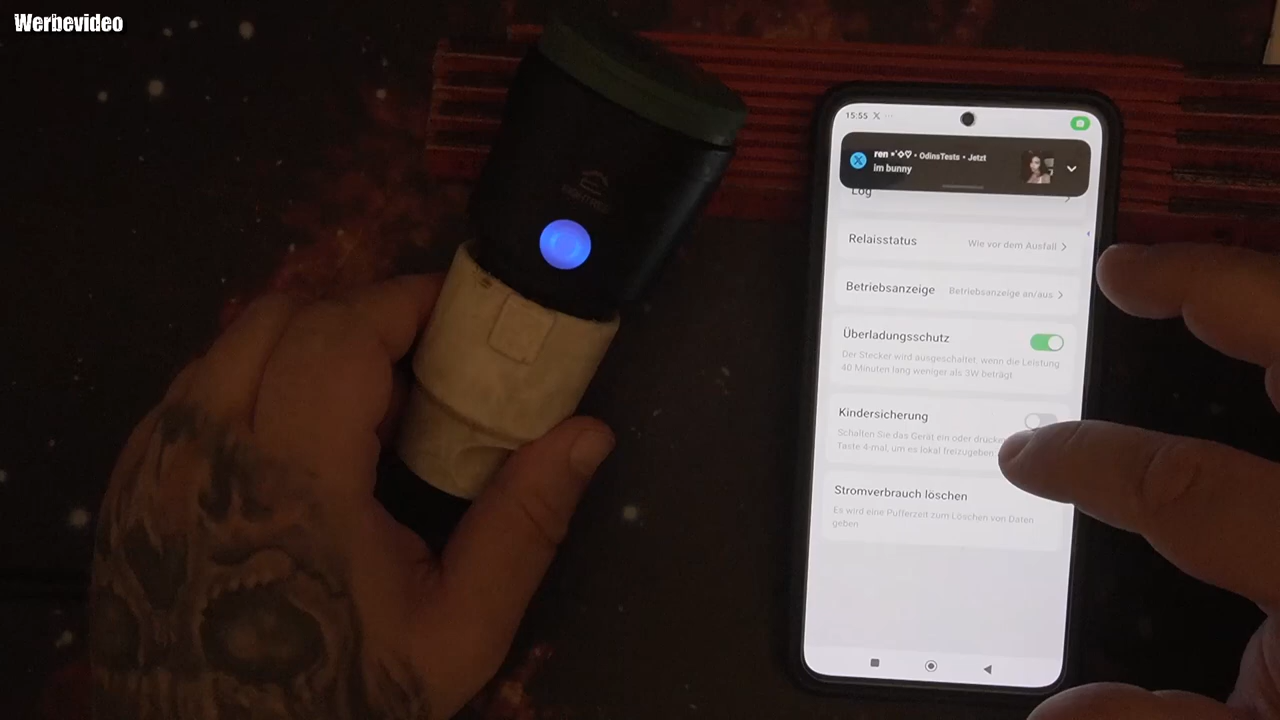 Werbevideo
15:55 X ...
ren • OdinsTests • Jetzt
im bunny
Log
Relaisstatus
Wie vor dem Ausfall
Betriebsanzeige
Betriebsanzeige an/aus
Überladungsschutz
Der Stecker wird ausgeschaltet, wenn die Leistung
40 Minuten lang weniger als 3W beträgt
Kindersicherung
Schalten Sie das Gerät ein oder drücken
Taste 4-mal, um es lokal freizugeben
Stromverbrauch löschen
Es wird eine Pufferzeit zum Löschen von Daten
geben